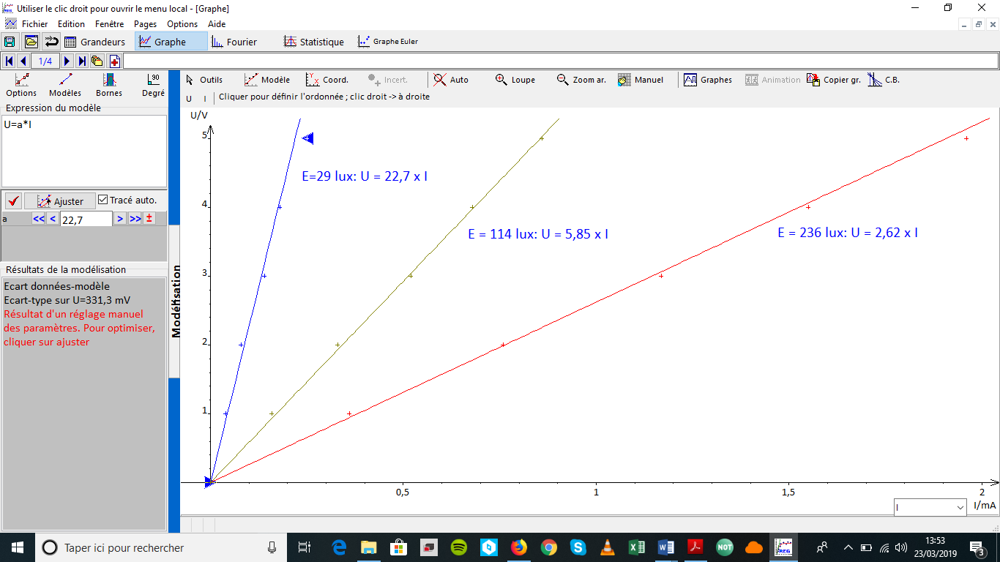 Utiliser le clic droit pour ouvrir le menu local - [Graphe]
Fichier Edition Fenêtre Pages Options Aide
Grandeurs Graphe Fourier Statistique Graphe Euler
1/4
Options Modèles Bornes Degré
90
Outils Modèle Coord. Incert. Auto Loupe Zoom ar. Manuel Graphes Animation Copier gr. C.B.
U I Cliquer pour définir l'ordonnée ; clic droit -> à droite
Expression du modèle
U=a*I
Ajuster Tracé auto.
a << < 22,7 > >> ±
Résultats de la modélisation
Ecart données-modèle
Ecart-type sur U=331,3 mV
Résultat d'un réglage manuel
des paramètres. Pour optimiser,
cliquer sur ajuster
Modélisation
U/V
5
4
3
2
1
E=29 lux: U = 22,7 x I
E = 114 lux: U = 5,85 x I
E = 236 lux: U = 2,62 x I
0,5 1 1,5 2
I I/mA
Taper ici pour rechercher
NOT
REG
13:53
23/03/2019
3